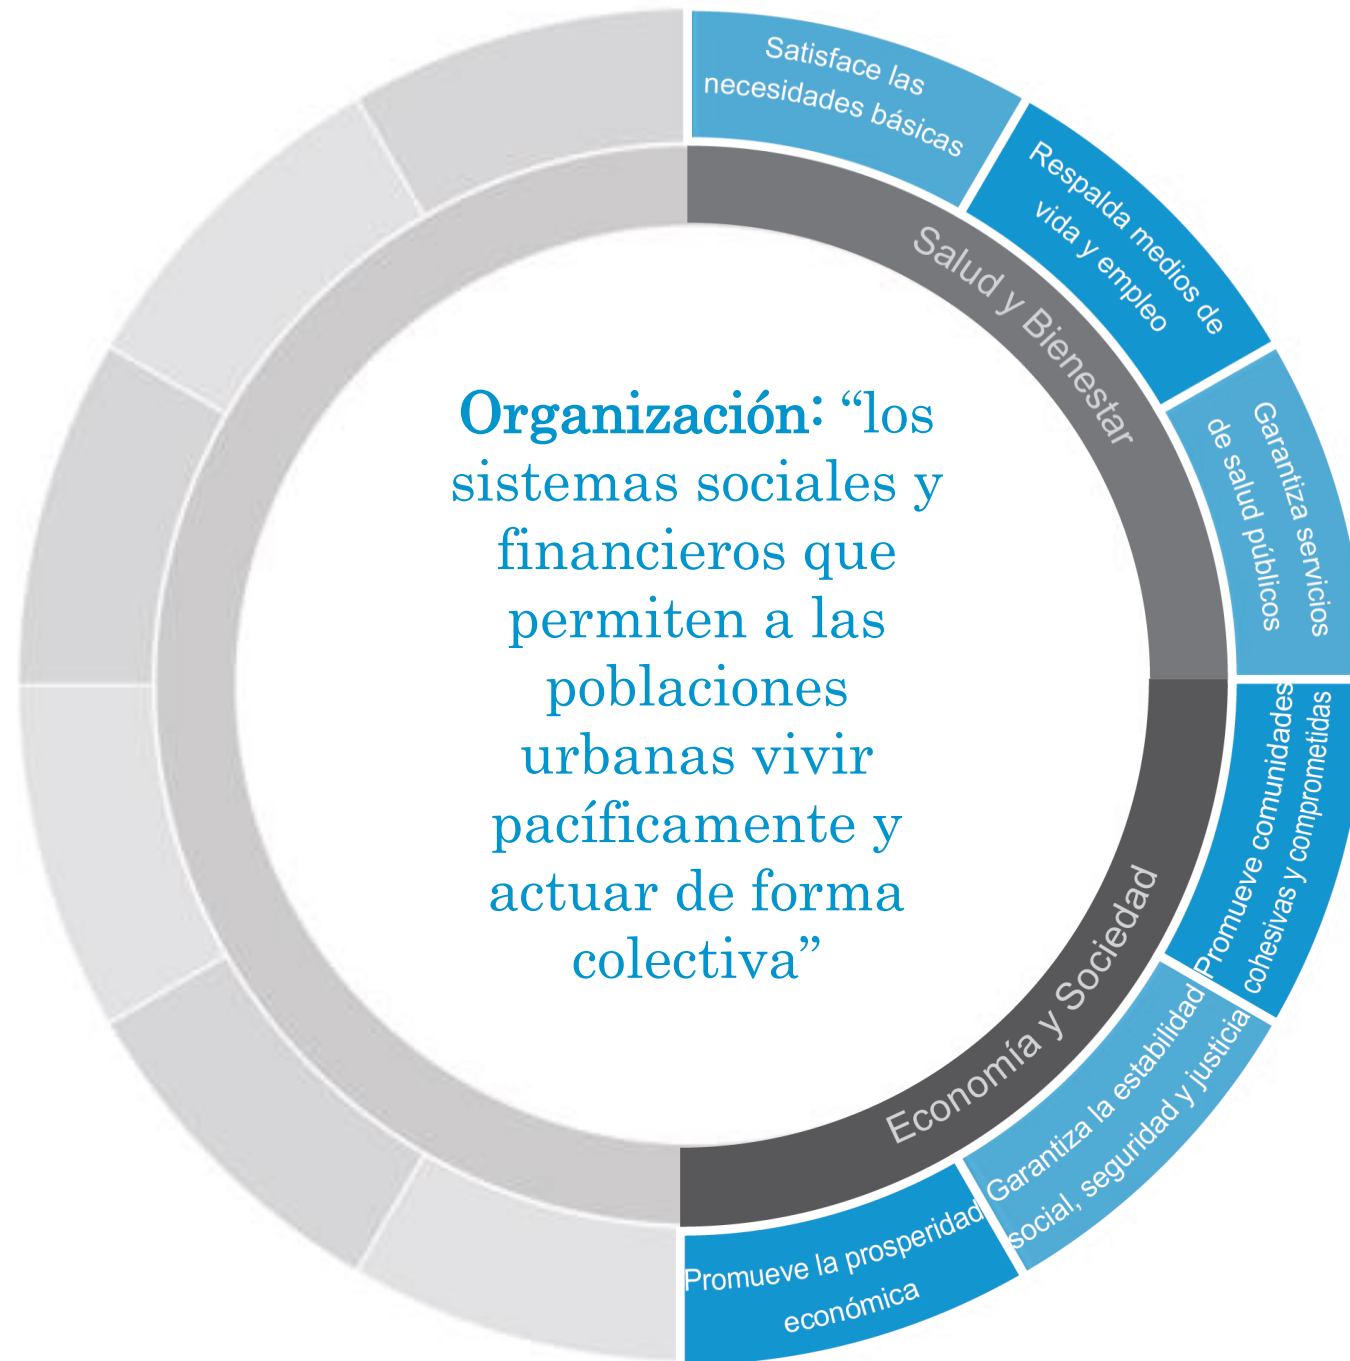 Satisface las
necesidades básicas
Respalda medios de
vida y empleo
Garantiza servicios
de salud públicos
Promueve comunidades
cohesivas y comprometidas
Garantiza la estabilidad
social, seguridad y justicia
Promueve la prosperidad
económica
Salud y Bienestar
Economía y Sociedad
Organización: “los
sistemas sociales y
financieros que
permiten a las
poblaciones
urbanas vivir
pacíficamente y
actuar de forma
colectiva”